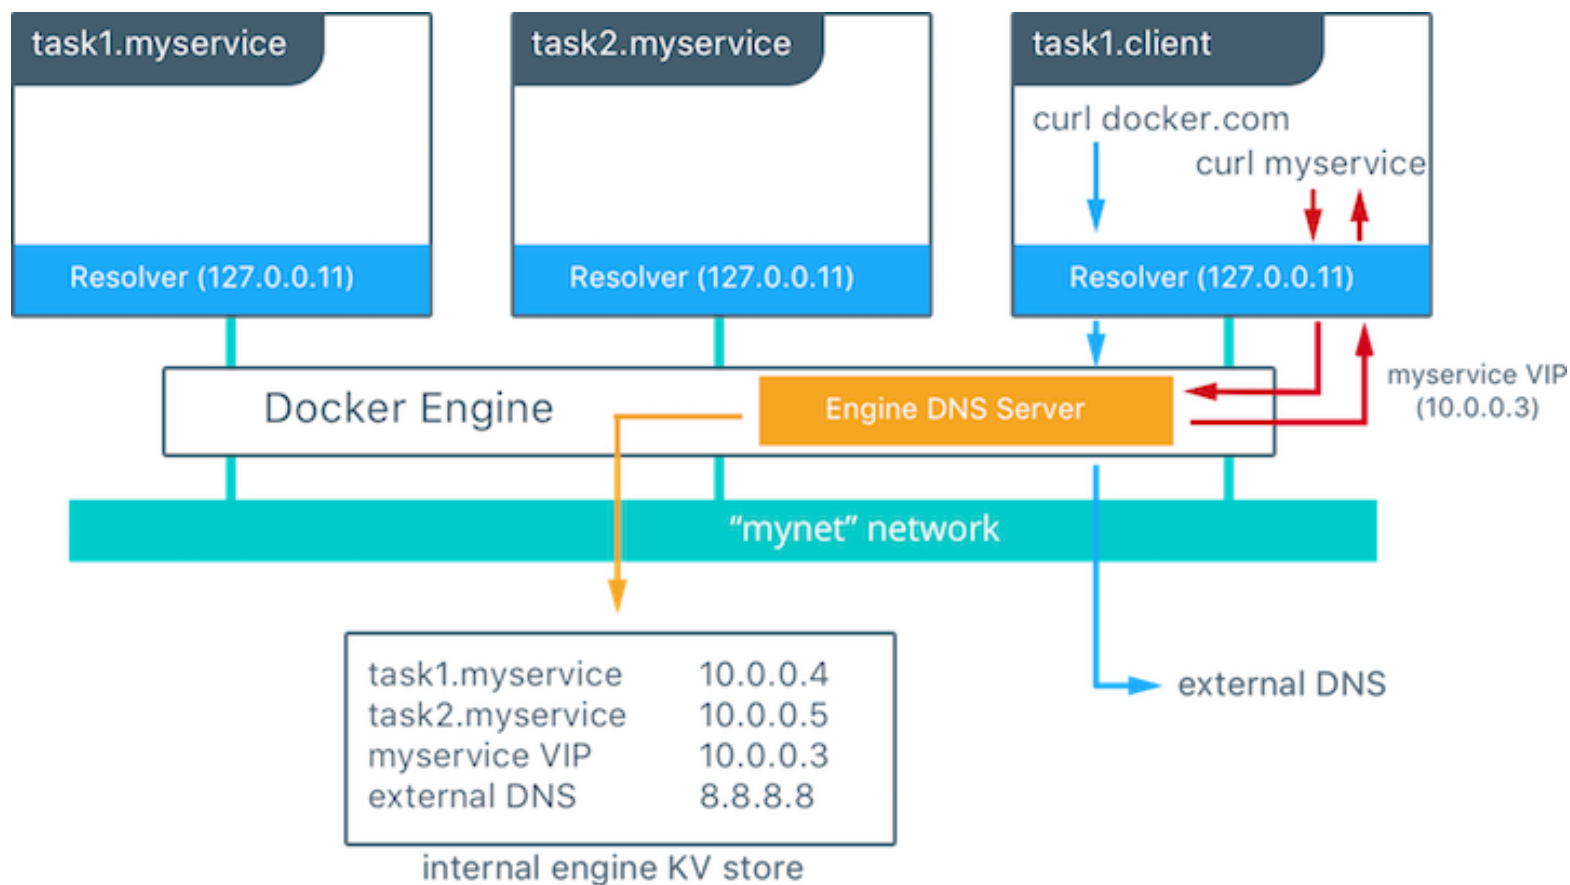 task1.myservice
task2.myservice
task1.client
curl docker.com
curl myservice
Resolver (127.0.0.11)
Resolver (127.0.0.11)
Resolver (127.0.0.11)
Docker Engine
Engine DNS Server
myservice VIP
(10.0.0.3)
“mynet” network
task1.myservice 10.0.0.4
task2.myservice 10.0.0.5
myservice VIP 10.0.0.3
external DNS 8.8.8.8
internal engine KV store
external DNS